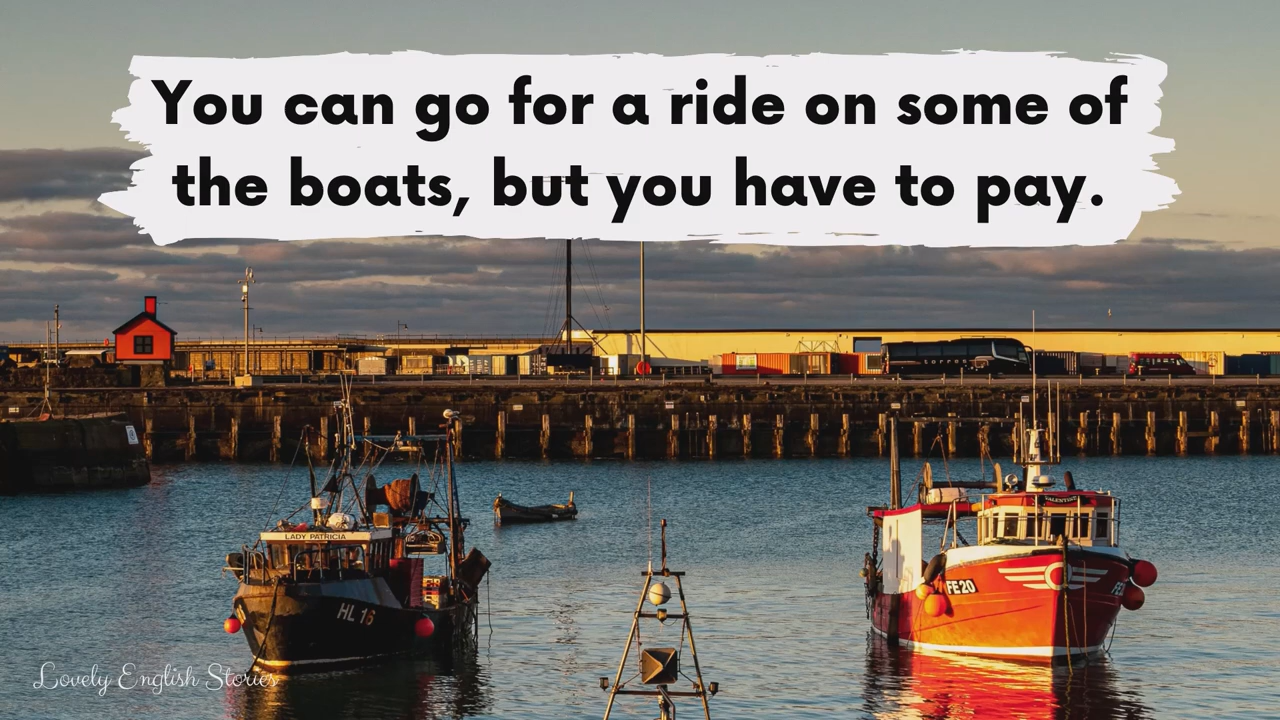 You can go for a ride on some of
the boats, but you have to pay.
LADY PATRICIA
VALENTINE
HL 16
FE20
Lovely English Stories